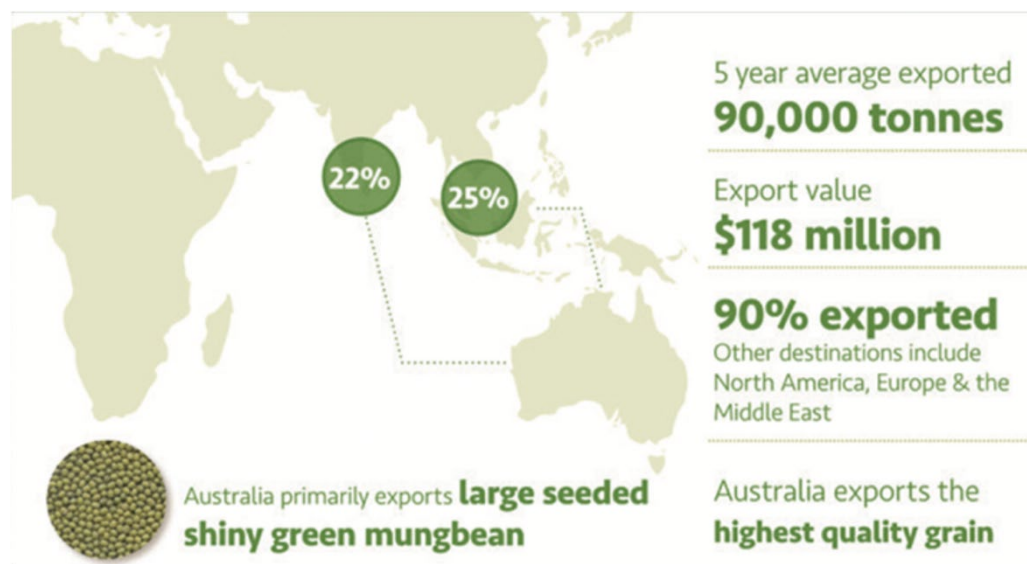 22%
25%
5 year average exported
90,000 tonnes
Export value
$118 million
90% exported
Other destinations include
North America, Europe & the
Middle East
Australia primarily exports large seeded
shiny green mungbean
Australia exports the
highest quality grain